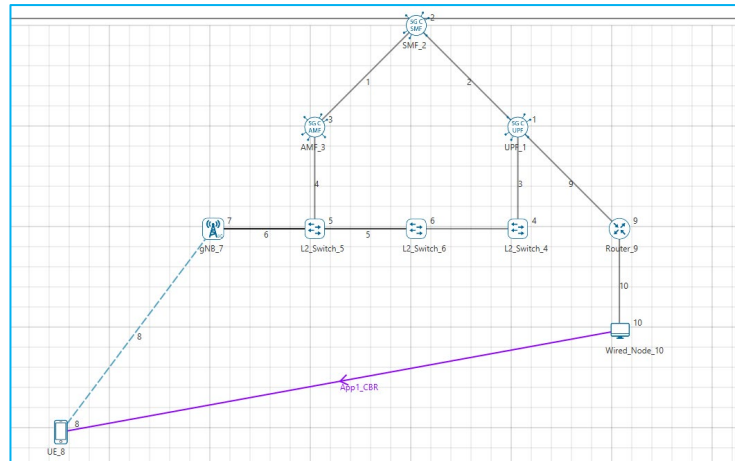 2
5G C
SMF
SMF_2
1
2
3
5G C
AMF
AMF_3
1
5G C
UPF
UPF_1
4
3
9
7
gNB_7
6
5
L2_Switch_5
5
6
L2_Switch_6
4
L2_Switch_4
9
Router_9
10
8
10
Wired_Node_10
App1_CBR
8
UE_8